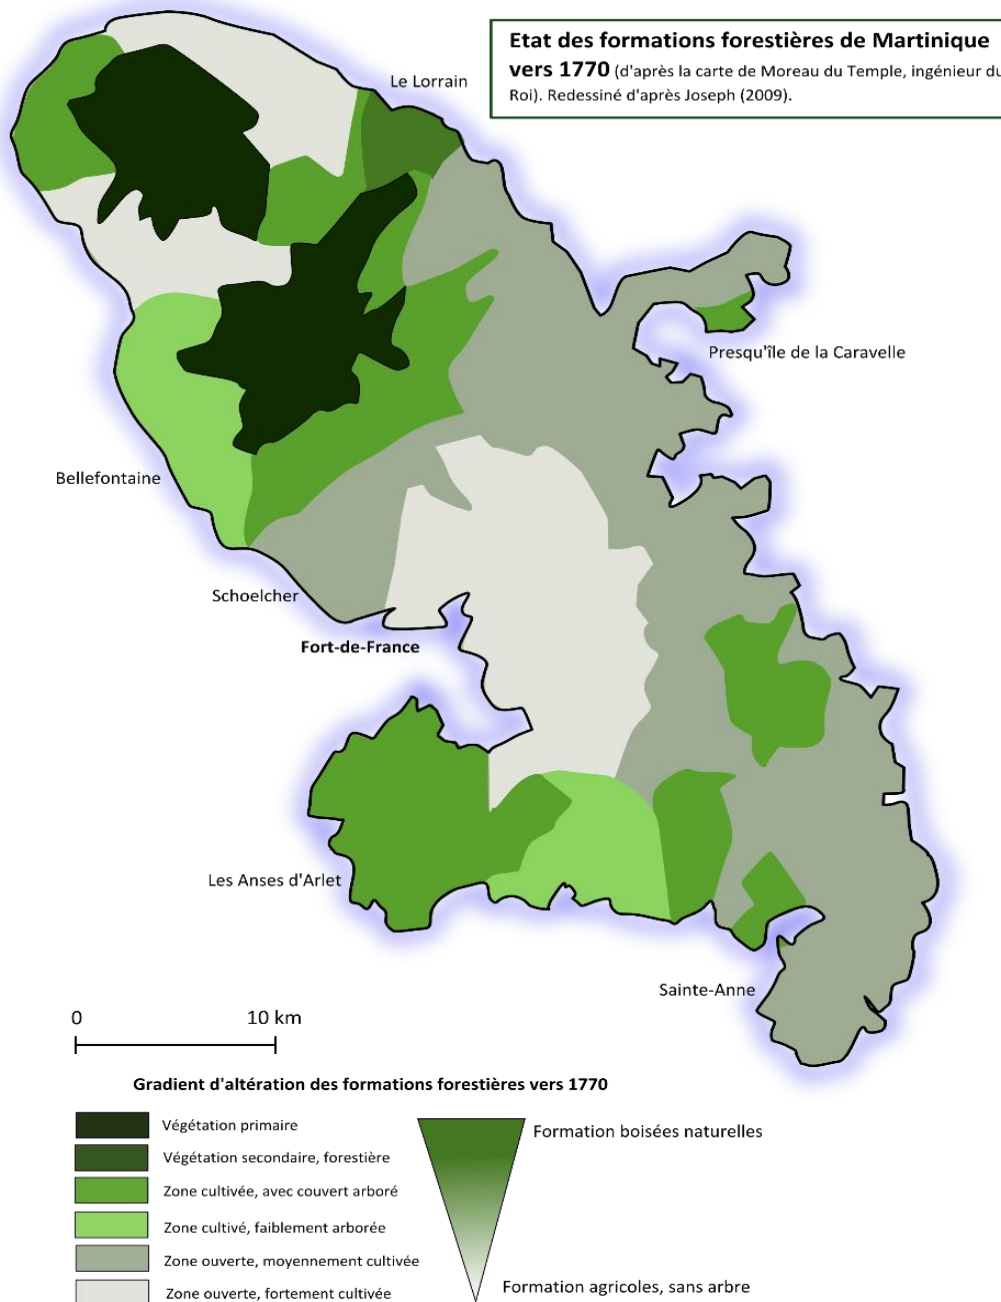 Etat des formations forestières de Martinique
vers 1770 (d'après la carte de Moreau du Temple, ingénieur du
Roi). Redessiné d'après Joseph (2009).
Le Lorrain
Presqu'île de la Caravelle
Bellefontaine
Schoelcher
Fort-de-France
Les Anses d'Arlet
Sainte-Anne
0 10 km
Gradient d'altération des formations forestières vers 1770
Végétation primaire
Végétation secondaire, forestière
Zone cultivée, avec couvert arboré
Zone cultivé, faiblement arborée
Zone ouverte, moyennement cultivée
Zone ouverte, fortement cultivée
Formation boisées naturelles
Formation agricoles, sans arbre